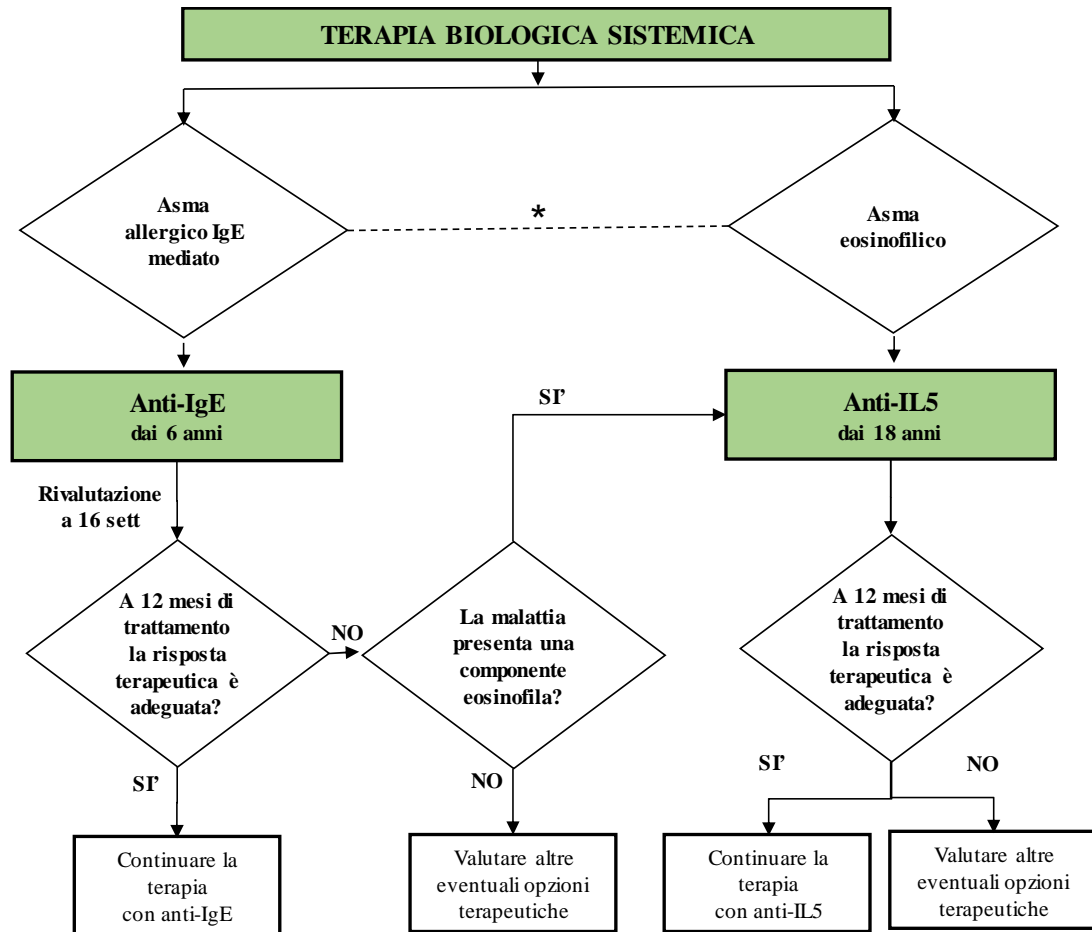 TERAPIA BIOLOGICA SISTEMICA
Asma
allergico IgE
mediato
*
Asma
eosinofilico
Anti-IgE
dai 6 anni
SI'
Anti-IL5
dai 18 anni
Rivalutazione
a 16 sett
A 12 mesi di
trattamento
la risposta
terapeutica è
adeguata?
NO
La malattia
presenta una
componente
eosinofila?
A 12 mesi di
trattamento
la risposta
terapeutica è
adeguata?
SI'
NO
SI'
NO
Continuare la
terapia
con anti-IgE
Valutare altre
eventuali opzioni
terapeutiche
Continuare la
terapia
con anti-IL5
Valutare altre
eventuali opzioni
terapeutiche